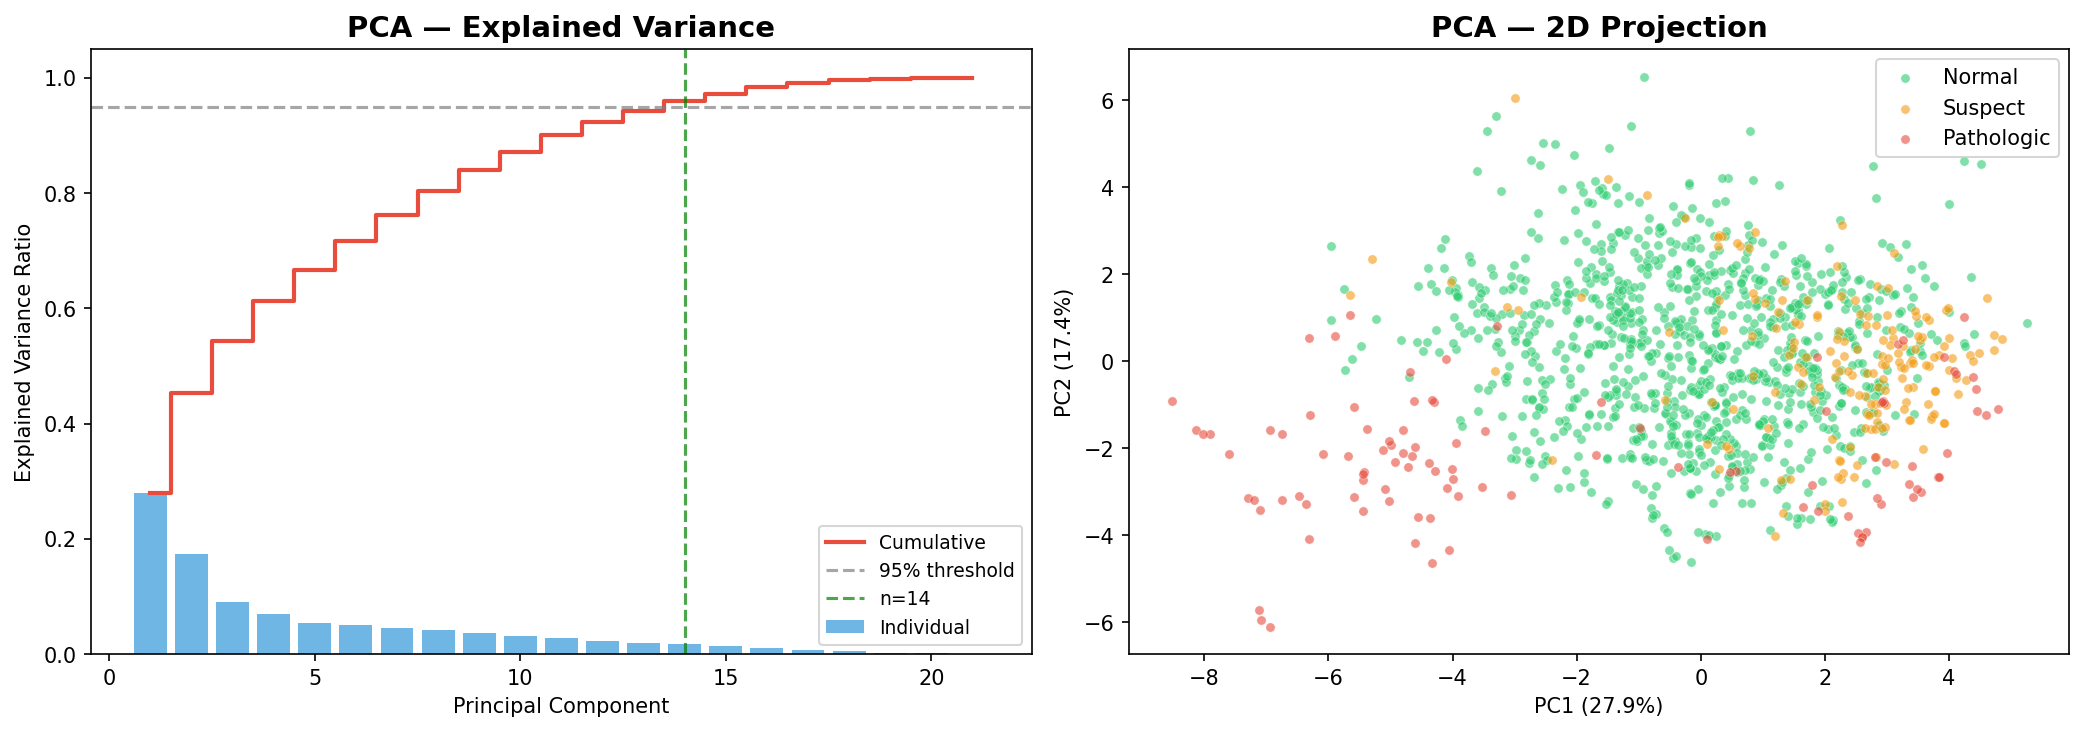 PCA — Explained Variance
1.0
0.8
0.6
0.4
0.2
0.0
Explained Variance Ratio
0
5
10
15
20
Principal Component
Cumulative
95% threshold
n=14
Individual
PCA — 2D Projection
6
4
2
0
−2
−4
−6
PC2 (17.4%)
−8
−6
−4
−2
0
2
4
PC1 (27.9%)
Normal
Suspect
Pathologic